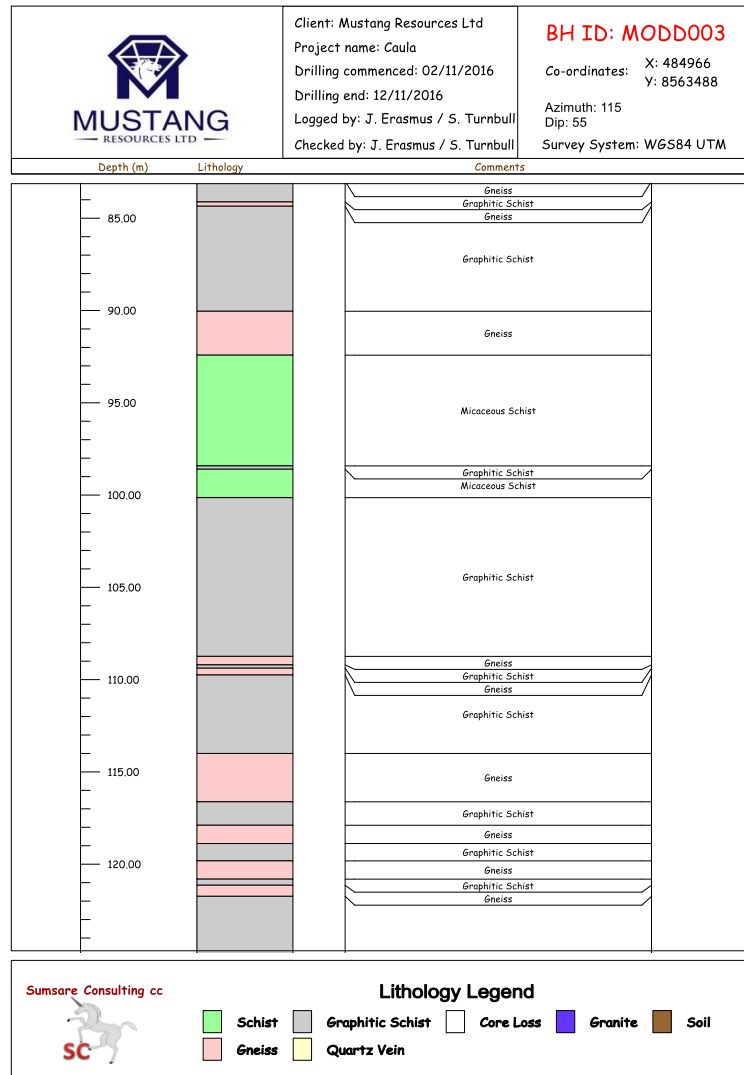 MUSTANG
RESOURCES LTD
Client: Mustang Resources Ltd
Project name: Caula
Drilling commenced: 02/11/2016
Drilling end: 12/11/2016
Logged by: J. Erasmus / S. Turnbull
Checked by: J. Erasmus / S. Turnbull
BH ID: MODD003
Co-ordinates: X: 484966
Y: 8563488
Azimuth: 115
Dip: 55
Survey System: WGS84 UTM
Depth (m) Lithology Comments
Gneiss
Graphitic Schist
85.00 Gneiss
Graphitic Schist
90.00
Gneiss
95.00
Micaceous Schist
Graphitic Schist
Micaceous Schist
100.00
Graphitic Schist
105.00
Gneiss
Graphitic Schist
110.00
Gneiss
Graphitic Schist
115.00
Gneiss
Graphitic Schist
Gneiss
Graphitic Schist
120.00
Gneiss
Graphitic Schist
Gneiss
Sumsare Consulting cc
SC
Lithology Legend
Schist Graphitic Schist Core Loss Granite Soil
Gneiss Quartz Vein